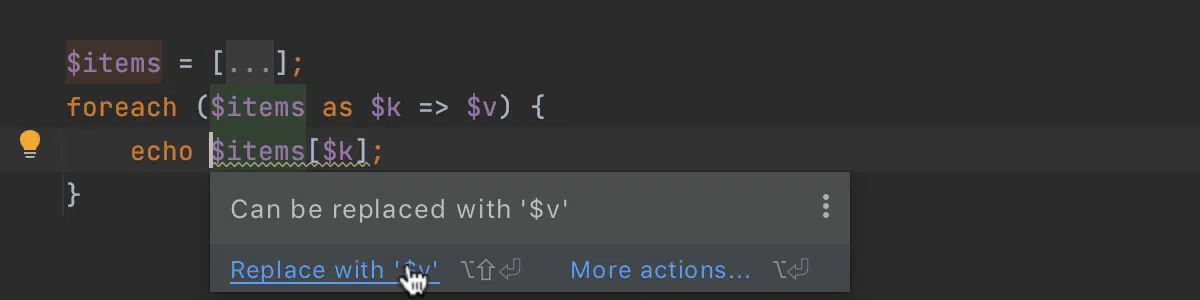 $items = [...];
foreach ($items as $k => $v) {
echo $items[$k];
}
Can be replaced with '$v'
Replace with '$v' ⌥⇧⏎ More actions... ⌥⏎